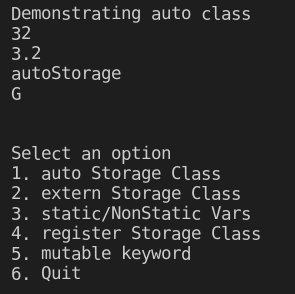 Demonstrating auto class
32
3.2
autoStorage
G
Select an option
1. auto Storage Class
2. extern Storage Class
3. static/NonStatic Vars
4. register Storage Class
5. mutable keyword
6. Quit